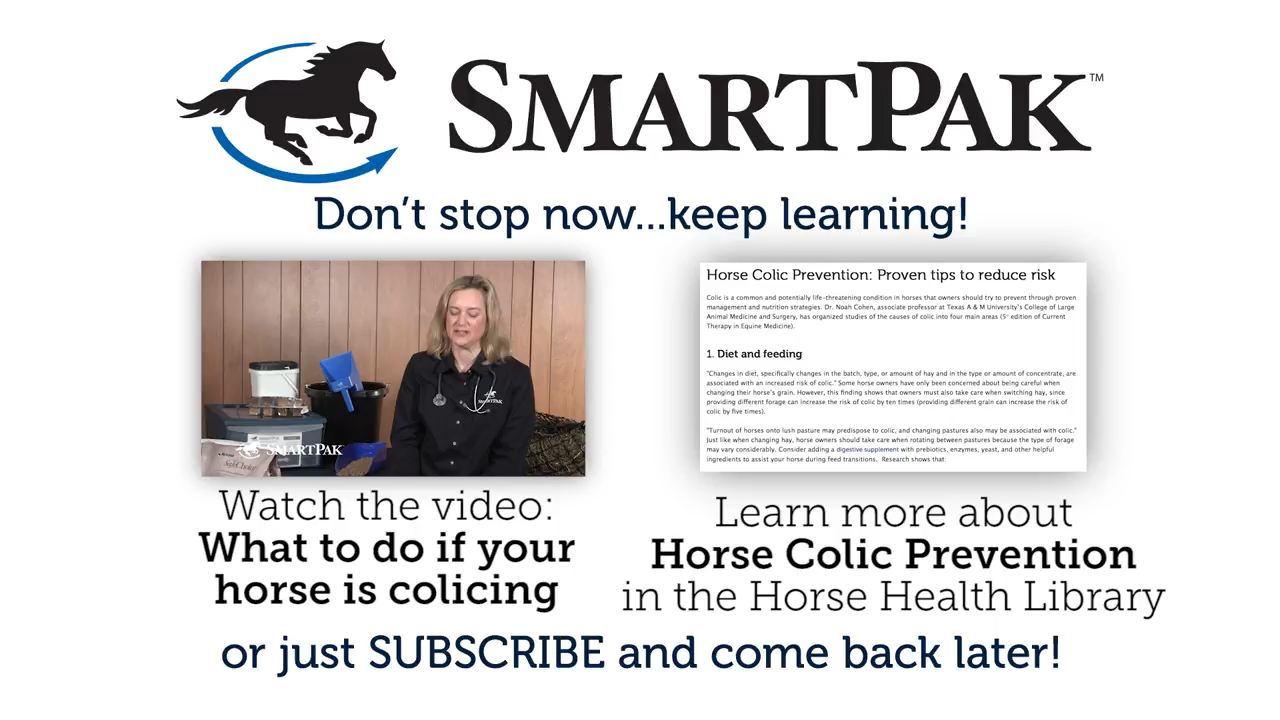 SMARTPAK™
Don't stop now...keep learning!
SMARTPAK
Watch the video:
What to do if your
horse is colicing
Horse Colic Prevention: Proven tips to reduce risk
Colic is a common and potentially life-threatening condition in horses that owners should try to prevent through proven
management and nutrition strategies. Dr. Noah Cohen, associate professor at Texas A & M University's College of Large
Animal Medicine and Surgery, has organized studies of the causes of colic into four main areas (5° edition of Current
Therapy in Equine Medicine).
1. Diet and feeding
"Changes in diet, specifically changes in the batch, type, or amount of hay and in the type or amount of concentrate, are
associated with an increased risk of colic." Some horse owners have only been concerned about being careful when
changing their horse's grain. However, this finding shows that owners must also take care when switching hay, since
providing different forage can increase the risk of colic by ten times (providing different grain can increase the risk of
colic by five times).
"Turnout of horses onto lush pasture may predispose to colic, and changing pastures also may be associated with colic."
Just like when changing hay, horse owners should take care when rotating between pastures because the type of forage
may vary considerably. Consider adding a digestive supplement with prebiotics, enzymes, yeast, and other helpful
ingredients to assist your horse during feed transitions. Research shows that:
Learn more about
Horse Colic Prevention
in the Horse Health Library
or just SUBSCRIBE and come back later!